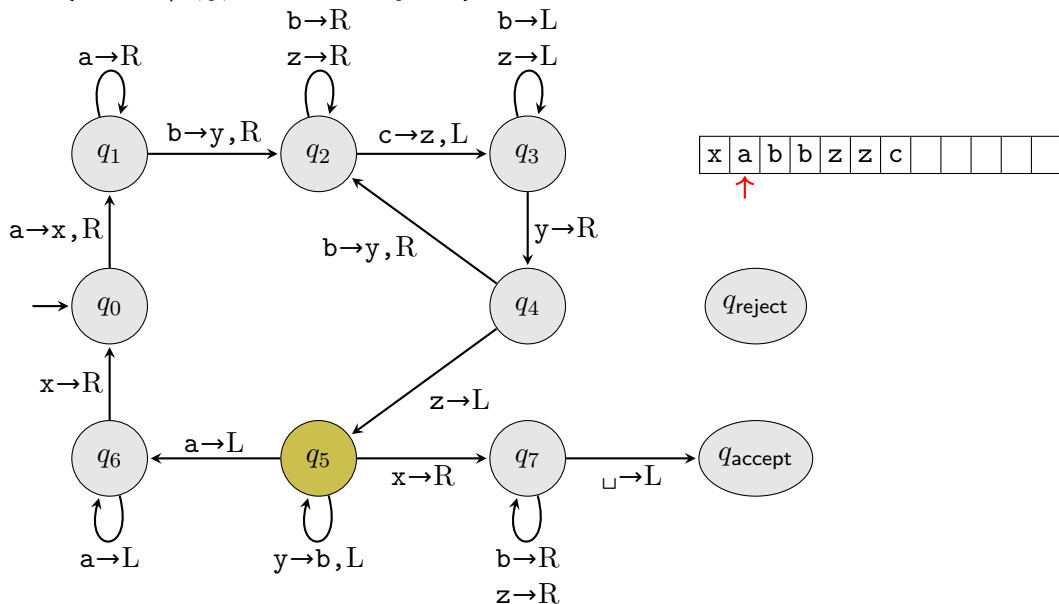 b→R b→L
a→R z→R z→L
q1 b→y,R q2 c→z,L q3 x a b b z z c
a→x,R b→y,R y→R
q0 q4 qreject
x→R z→L
q6 a→L q5 x→R q7 ␣→L qaccept
a→L y→b,L b→R
z→R